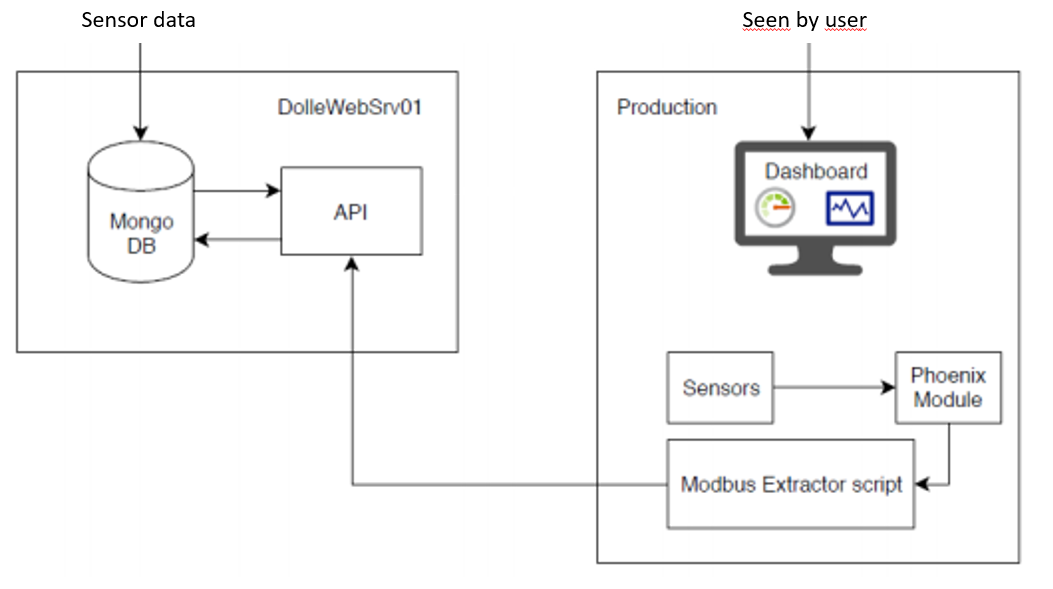 Sensor data
Seen by user
DolleWebSrv01
Production
Dashboard
Mongo
DB
API
Sensors
Phoenix
Module
Modbus Extractor script